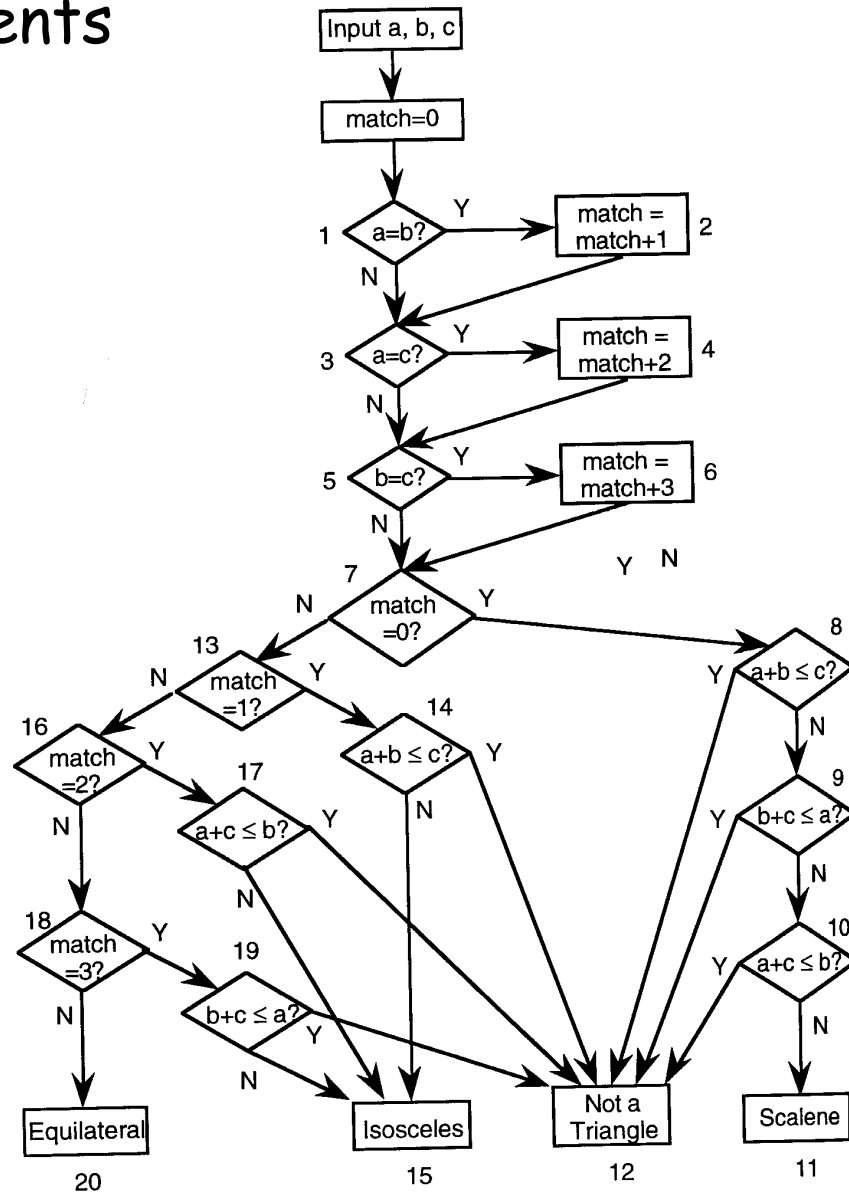 ents
Input a, b, c
match=0
1
a=b?
Y
match =
match+1
2
N
3
a=c?
Y
match =
match+2
4
N
5
b=c?
Y
match =
match+3
6
N
Y N
7
N
match
=0?
Y
8
a+b ≤ c?
Y
N
13
N
match
=1?
Y
14
a+b ≤ c?
Y
N
9
b+c ≤ a?
Y
N
16
match
=2?
Y
N
17
a+c ≤ b?
Y
N
10
a+c ≤ b?
Y
N
18
match
=3?
Y
N
19
b+c ≤ a?
Y
N
Equilateral
20
Isosceles
15
Not a
Triangle
12
Scalene
11